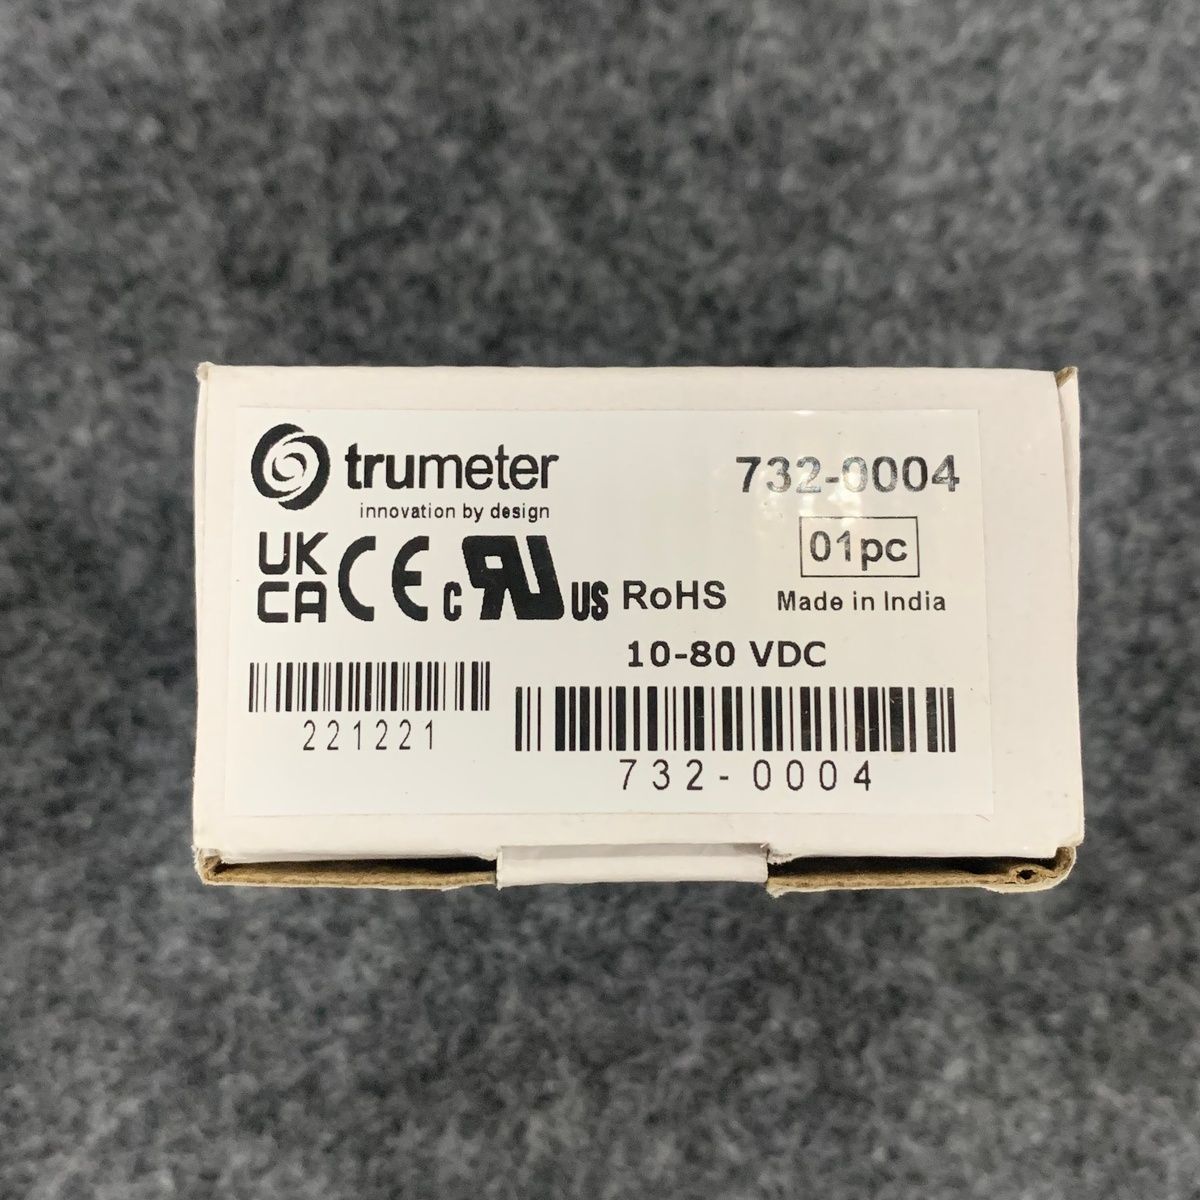 trumeter
innovation by design
732-0004
01pc
Made in India
UK
CA CE c RU US RoHS
10-80 VDC
221221
732-0004